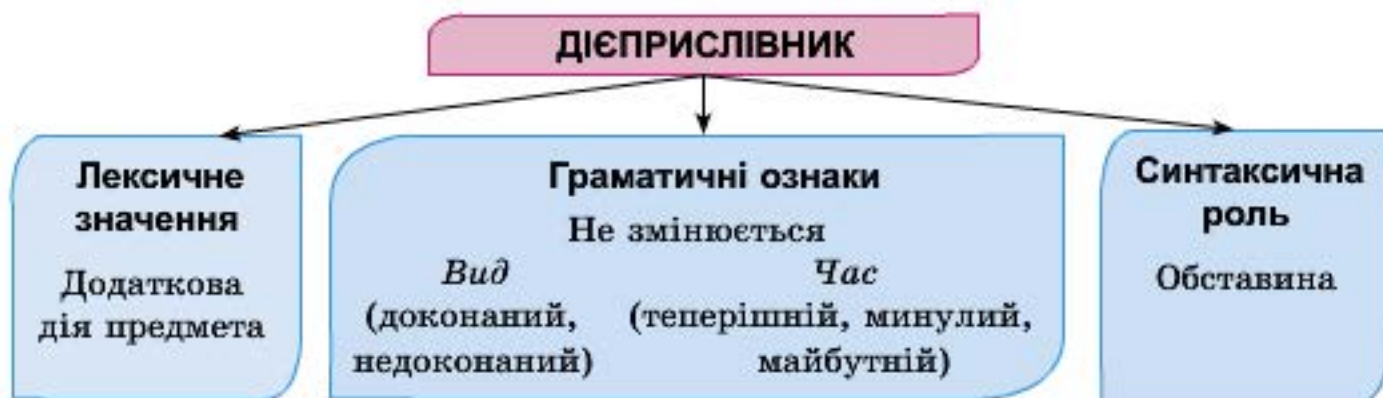 ДІЄПРИСЛІВНИК
Лексичне
значення
Додаткова
дія предмета
Граматичні ознаки
Не змінюється
Вид
(доконаний,
недоконаний)
Час
(теперішній, минулий,
майбутній)
Синтаксична
роль
Обставина